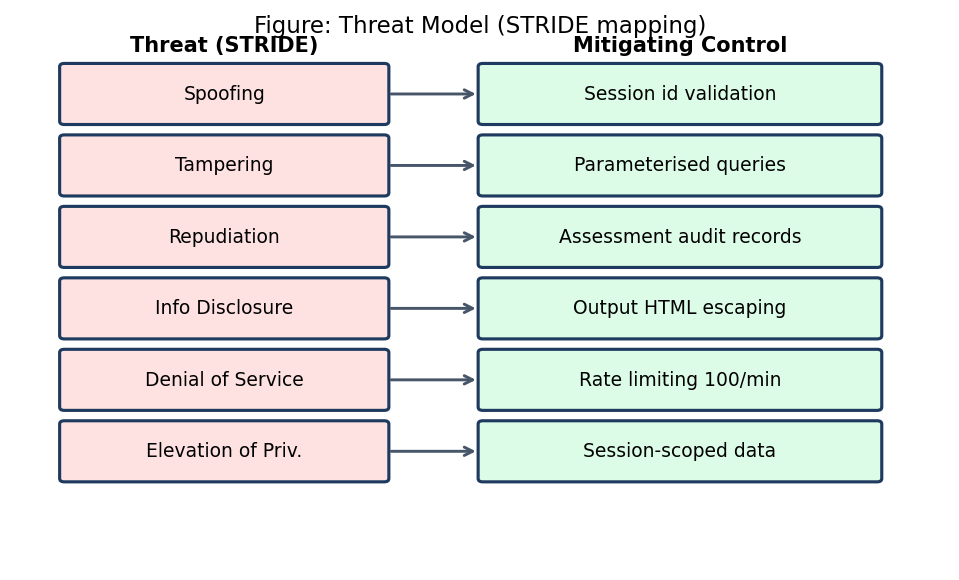 Figure: Threat Model (STRIDE mapping)
Threat (STRIDE) Mitigating Control
Spoofing Session id validation
Tampering Parameterised queries
Repudiation Assessment audit records
Info Disclosure Output HTML escaping
Denial of Service Rate limiting 100/min
Elevation of Priv. Session-scoped data